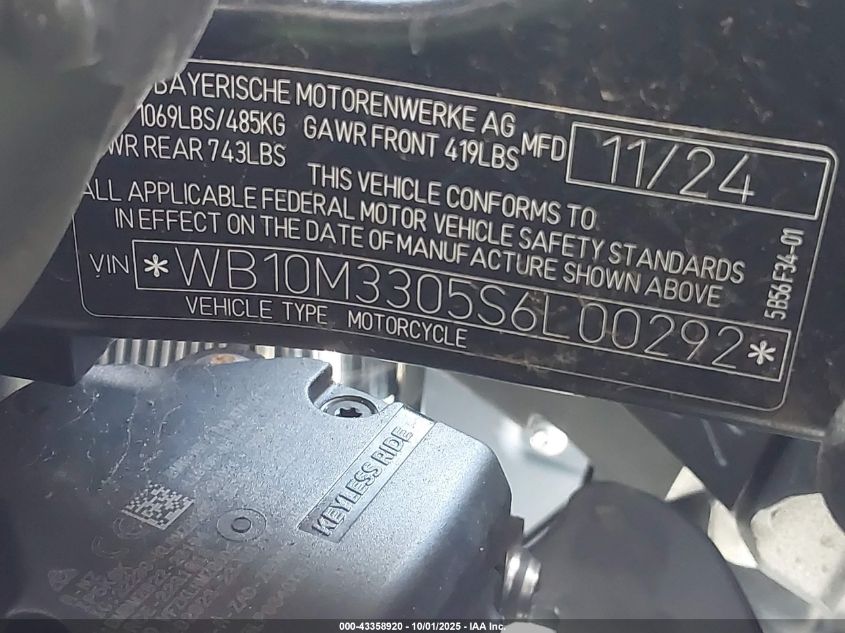 BAYERISCHE MOTORENWERKE AG
1069LBS/485KG GAWR FRONT 419LBS MFD 11/24
WR REAR 743LBS
THIS VEHICLE CONFORMS TO
ALL APPLICABLE FEDERAL MOTOR VEHICLE SAFETY STANDARDS
IN EFFECT ON THE DATE OF MANUFACTURE SHOWN ABOVE
VIN *WB10M3305S6L00292*
VEHICLE TYPE MOTORCYCLE
5B56F34-01
KEYLESS RIDE
000-43358920 - 10/01/2025 - IAA Inc.